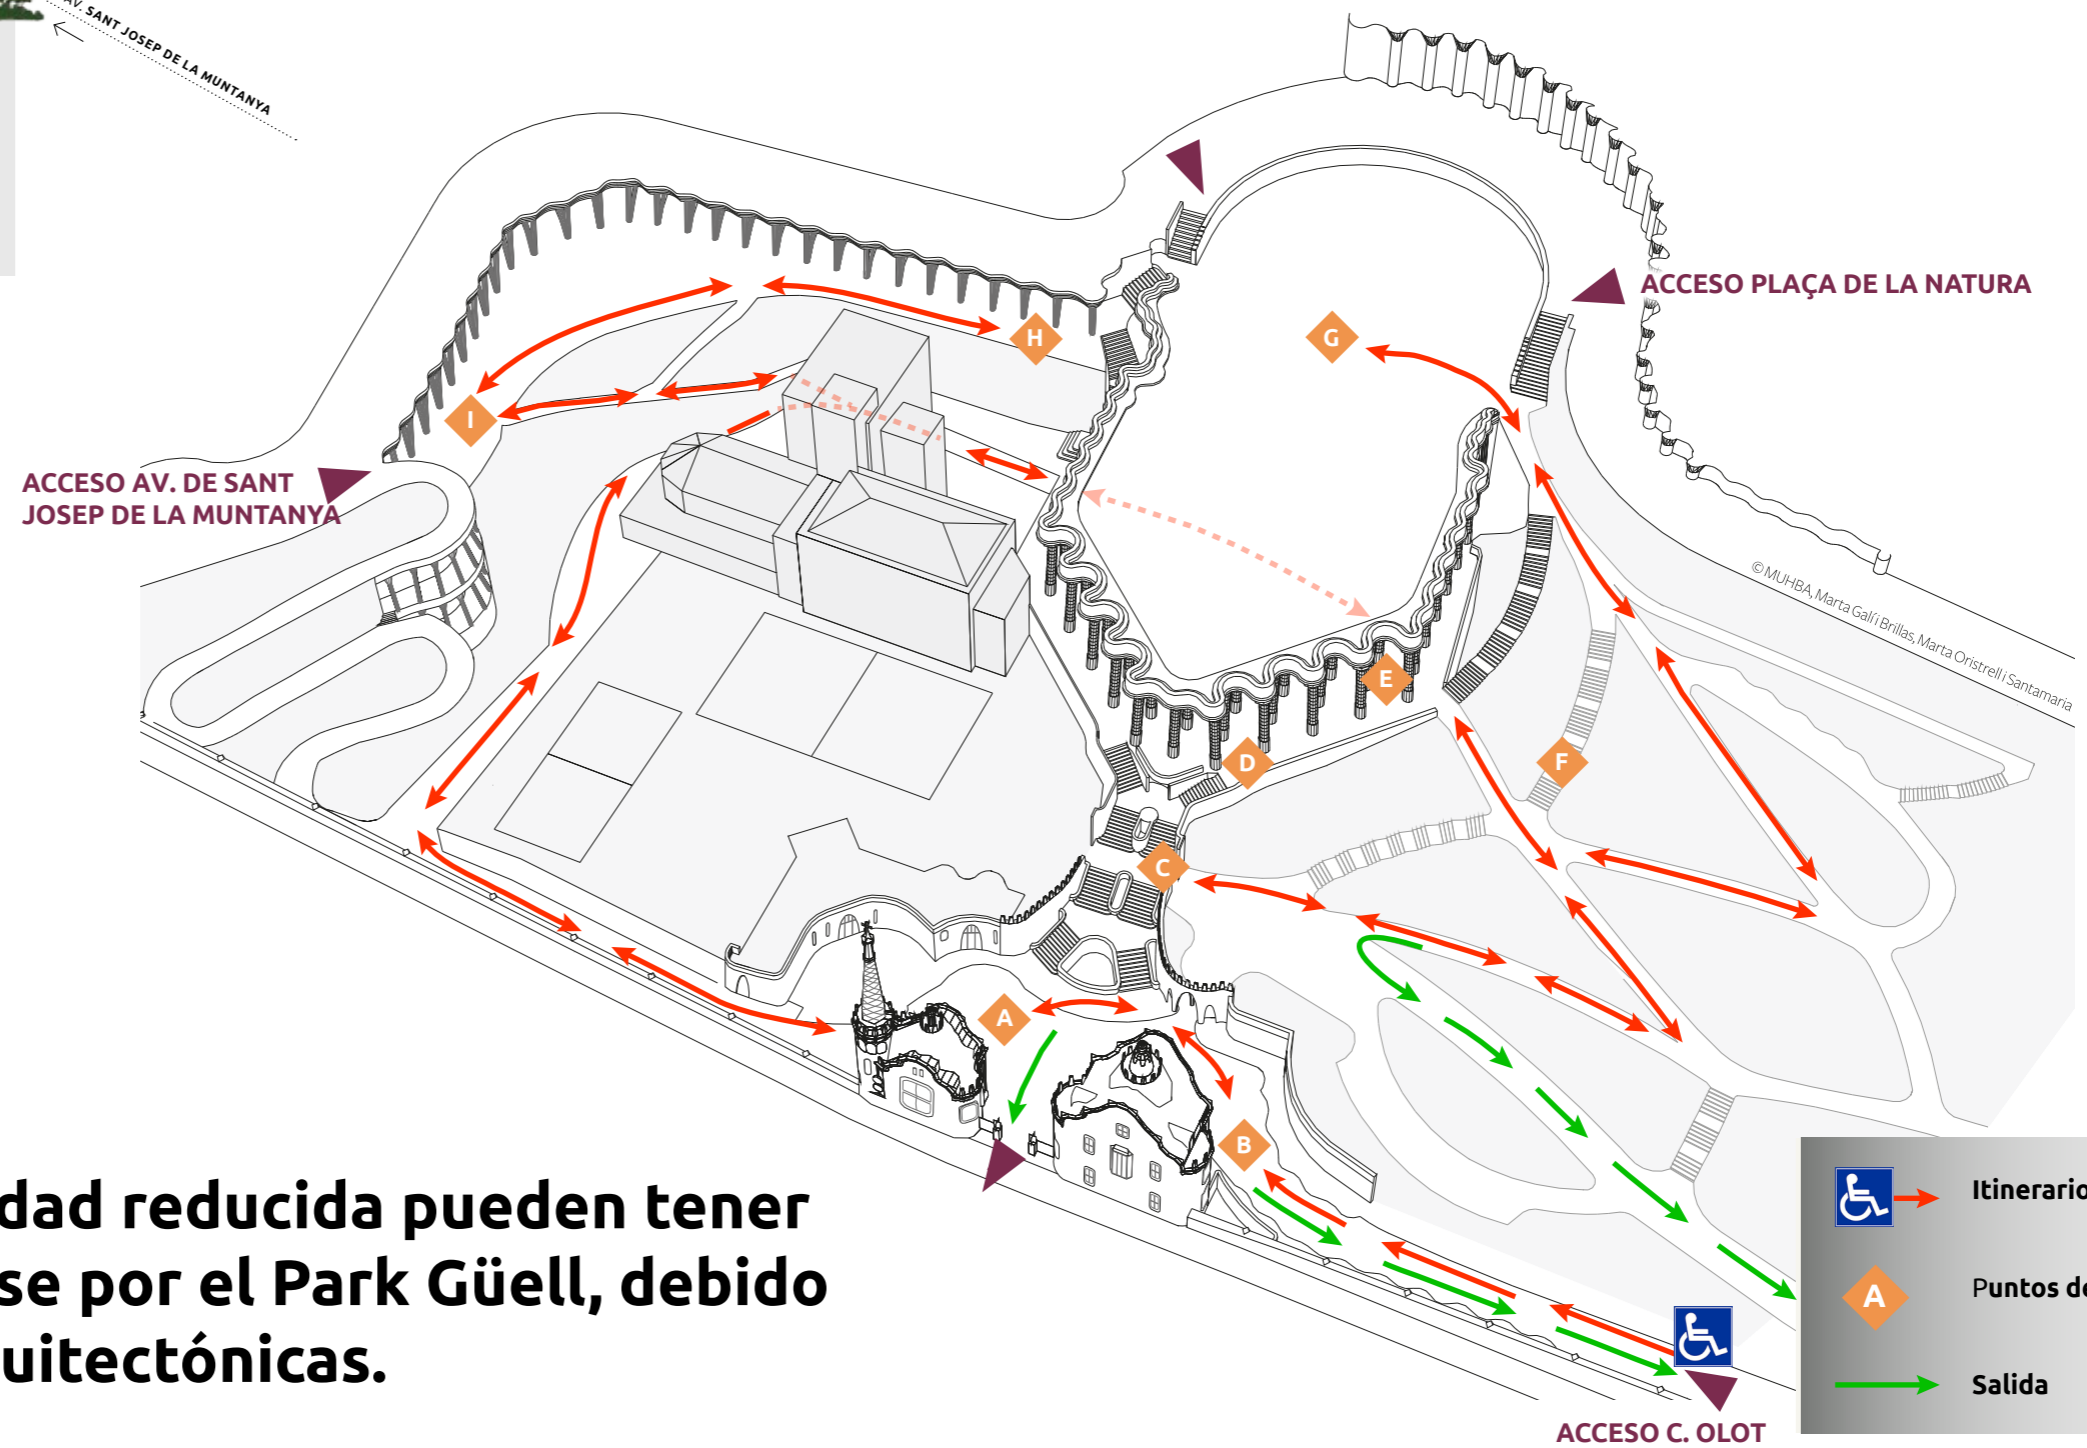 AV. SANT JOSEP DE LA MUNTANYA
ACCESO PLAÇA DE LA NATURA
H
G
I
ACCESO AV. DE SANT
JOSEP DE LA MUNTANYA
© MUHBA, Marta Galfí Brillas, Marta Oristrell i Santamaria
E
D
F
C
A
B
dad reducida pueden tener
se por el Park Güell, debido
uitectónicas.
Itinerario
A
Puntos de
Salida
ACCESO C. OLOT